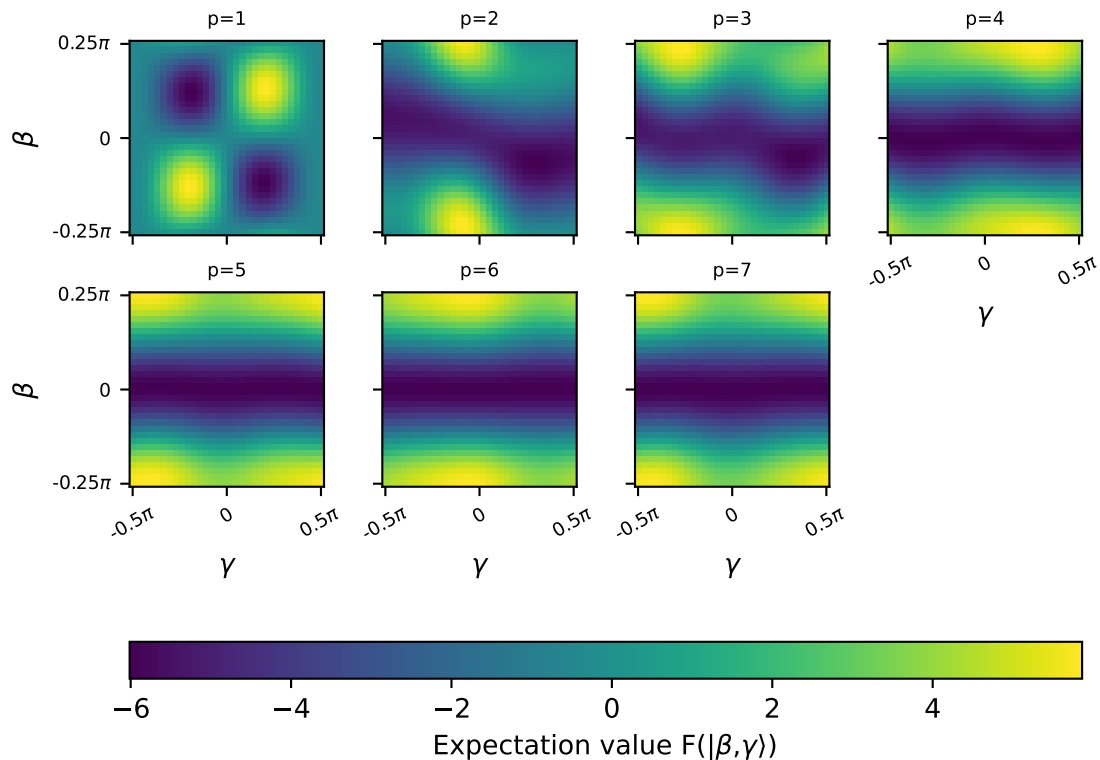 p=1 p=2 p=3 p=4
0.25π
β
0
-0.25π
-0.5π 0 0.5π
γ
p=5 p=6 p=7
0.25π
β
0
-0.25π
-0.5π 0 0.5π -0.5π 0 0.5π -0.5π 0 0.5π
γ γ γ
−6 −4 −2 0 2 4
Expectation value F(|β,γ⟩)